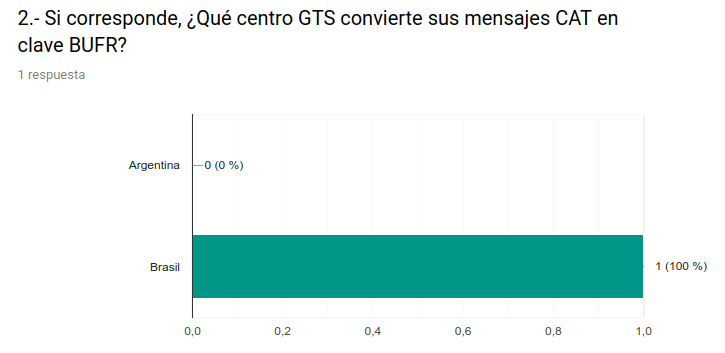 2.- Si corresponde, ¿Qué centro GTS convierte sus mensajes CAT en
clave BUFR?
1 respuesta
Argentina
0 (0 %)
Brasil
1 (100 %)
0,0 0,2 0,4 0,6 0,8 1,0